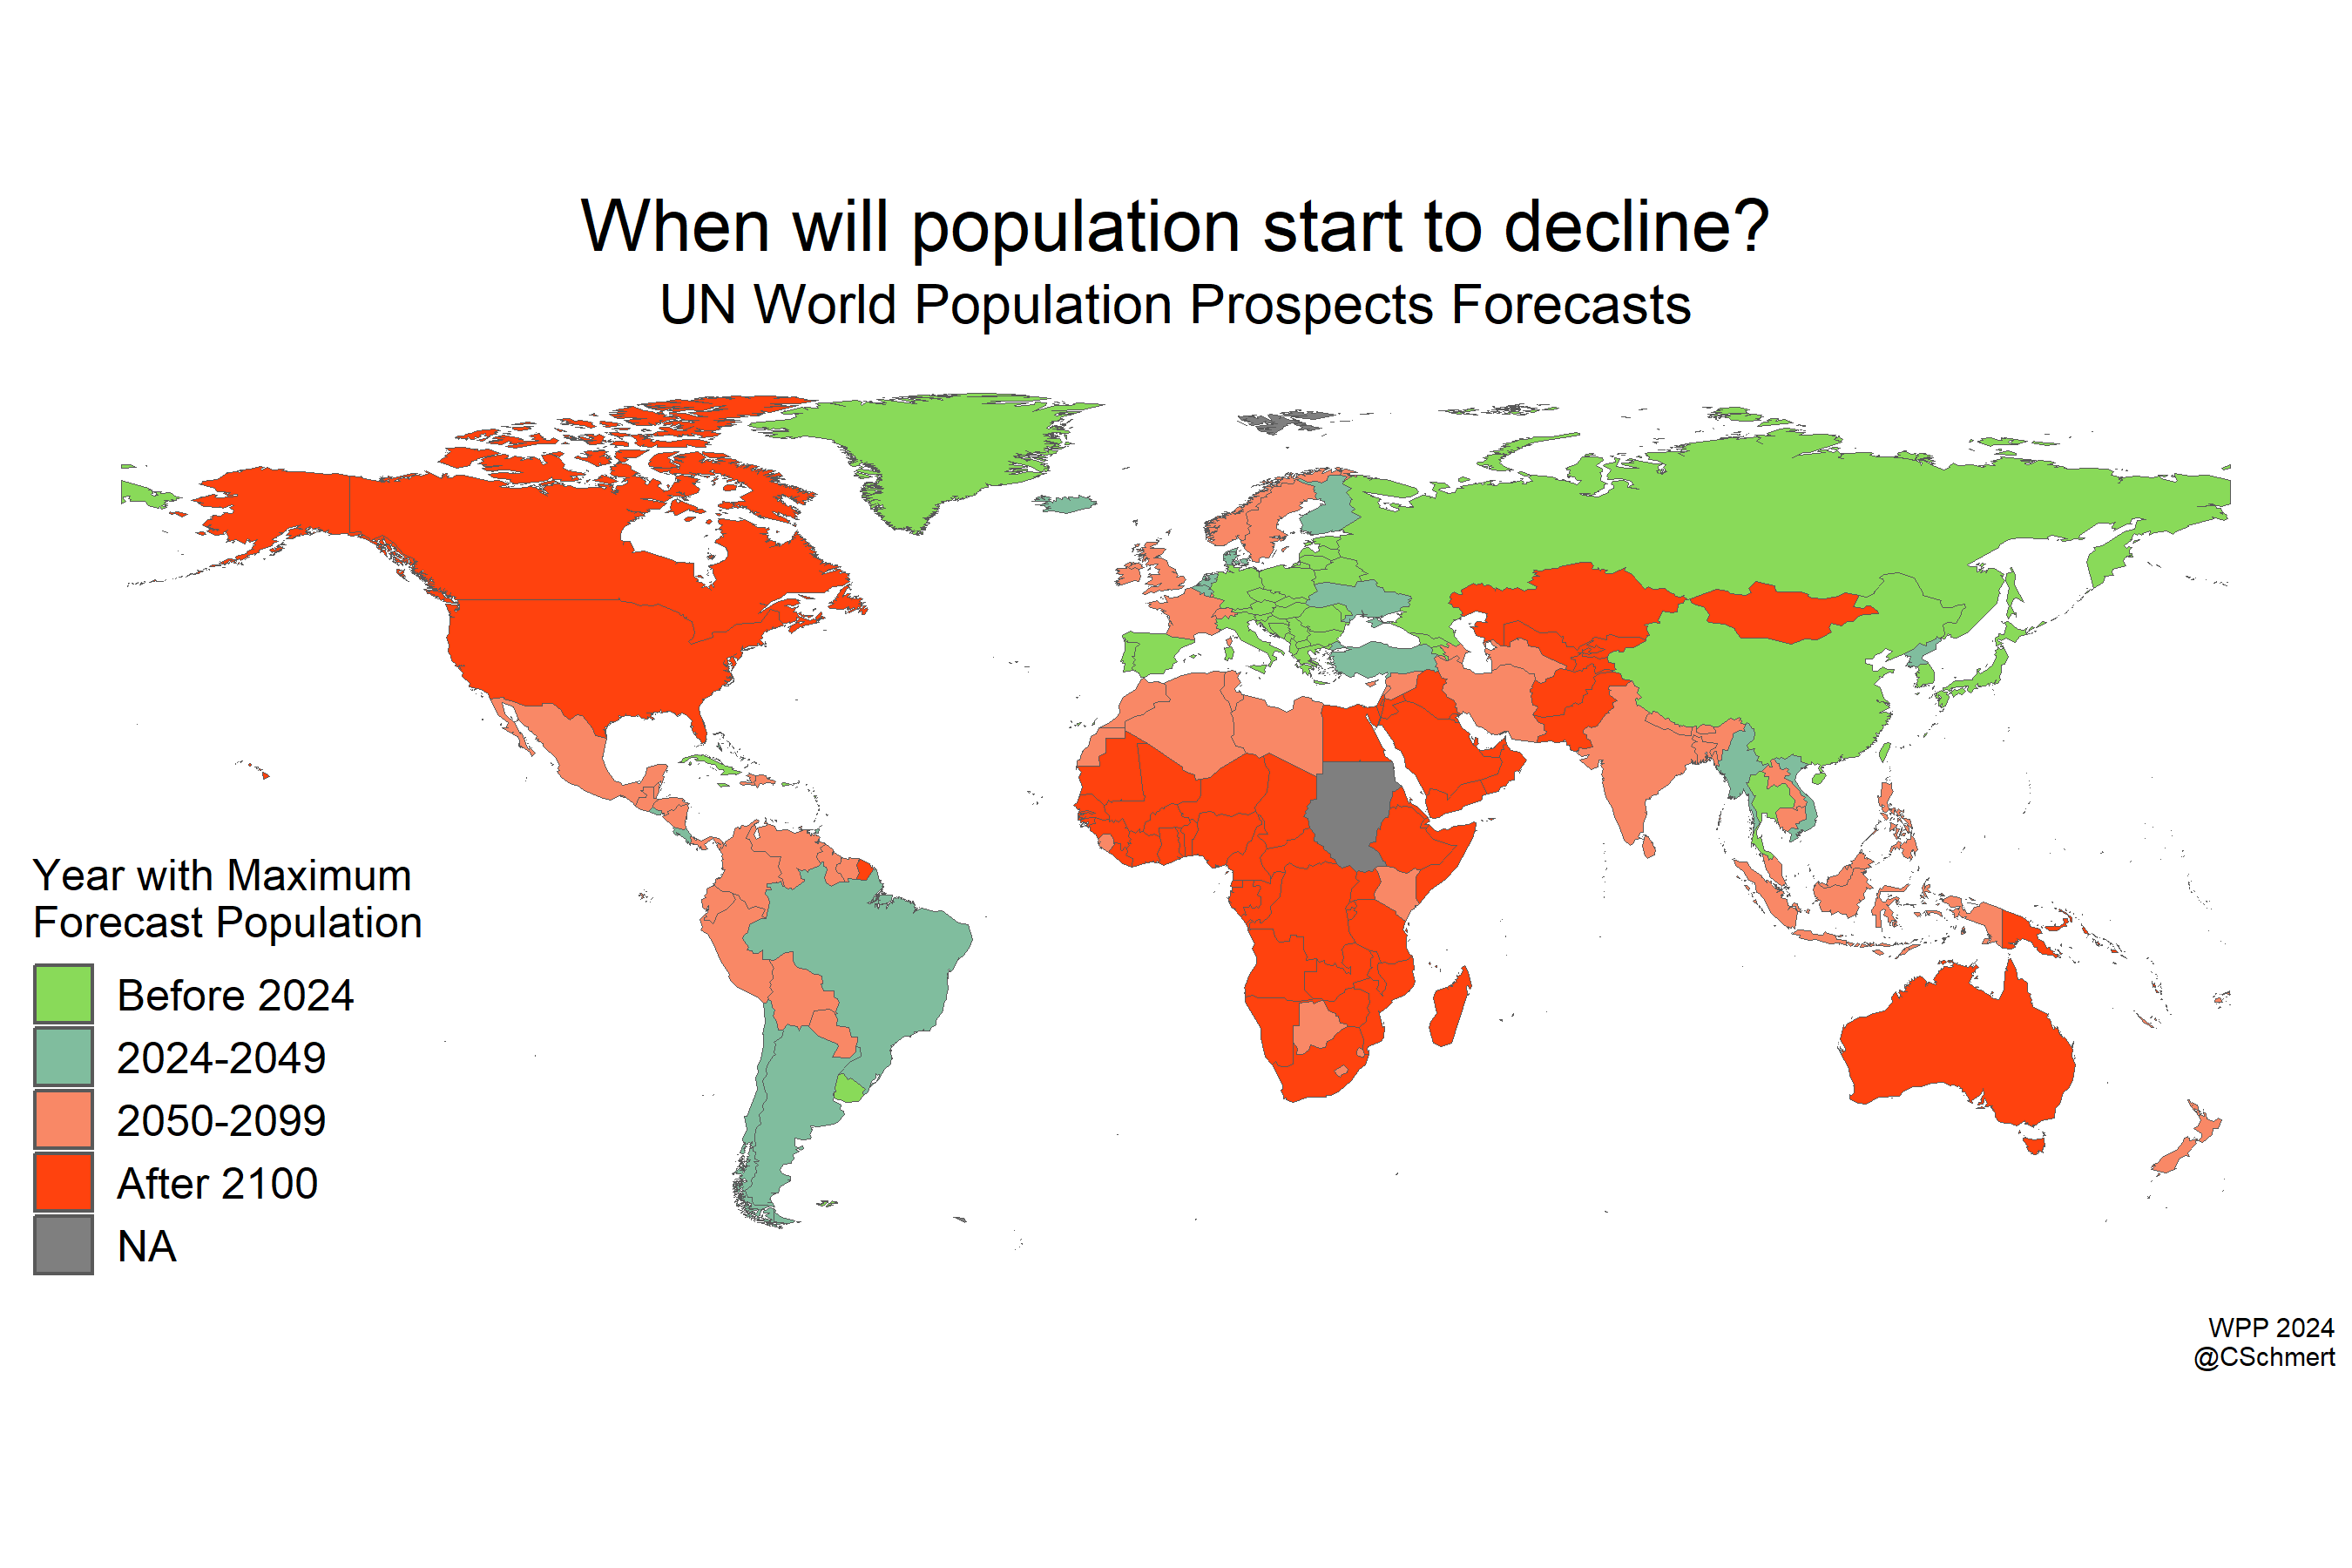 When will population start to decline?
UN World Population Prospects Forecasts
Year with Maximum
Forecast Population
Before 2024
2024-2049
2050-2099
After 2100
NA
WPP 2024
@CSchmert